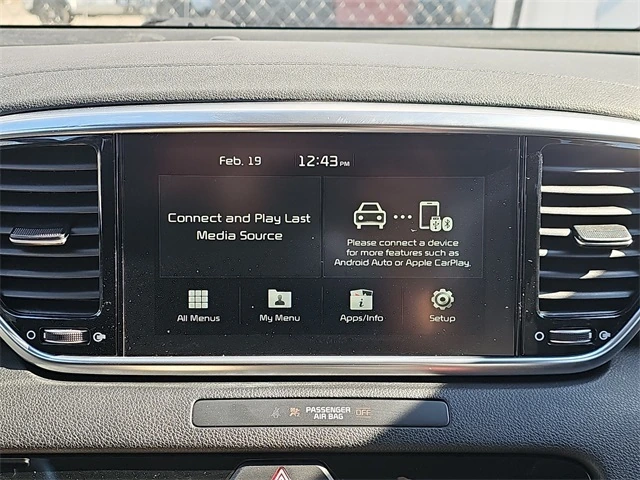 Feb. 19 12:43 PM
Connect and Play Last
Media Source
Please connect a device
for more features such as
Android Auto or Apple CarPlay.
All Menus
My Menu
Apps/Info
Setup
PASSENGER
AIR BAG OFF